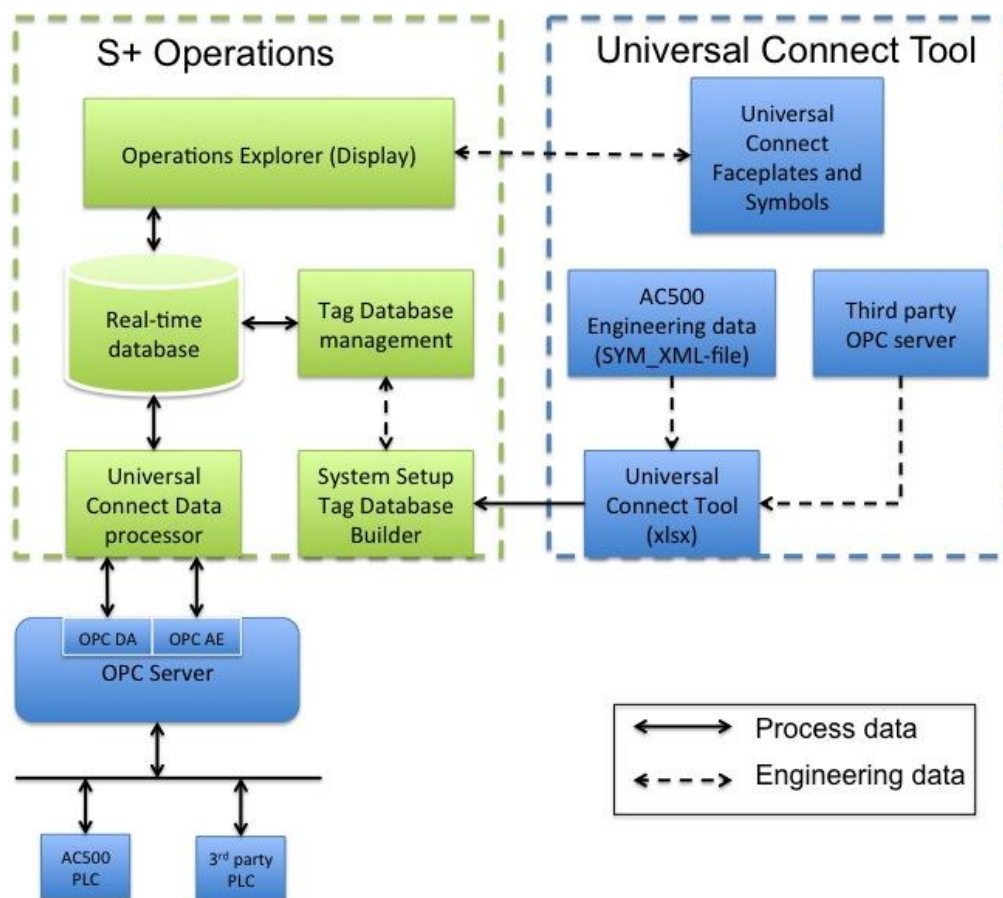 S+ Operations
Universal Connect Tool
Operations Explorer (Display)
Universal
Connect
Faceplates and
Symbols
Real-time
database
Tag Database
management
AC500
Engineering data
(SYM_XML-file)
Third party
OPC server
Universal
Connect Data
processor
System Setup
Tag Database
Builder
Universal
Connect Tool
(xlsx)
OPC DA
OPC AE
OPC Server
Process data
Engineering data
AC500
PLC
3rd party
PLC